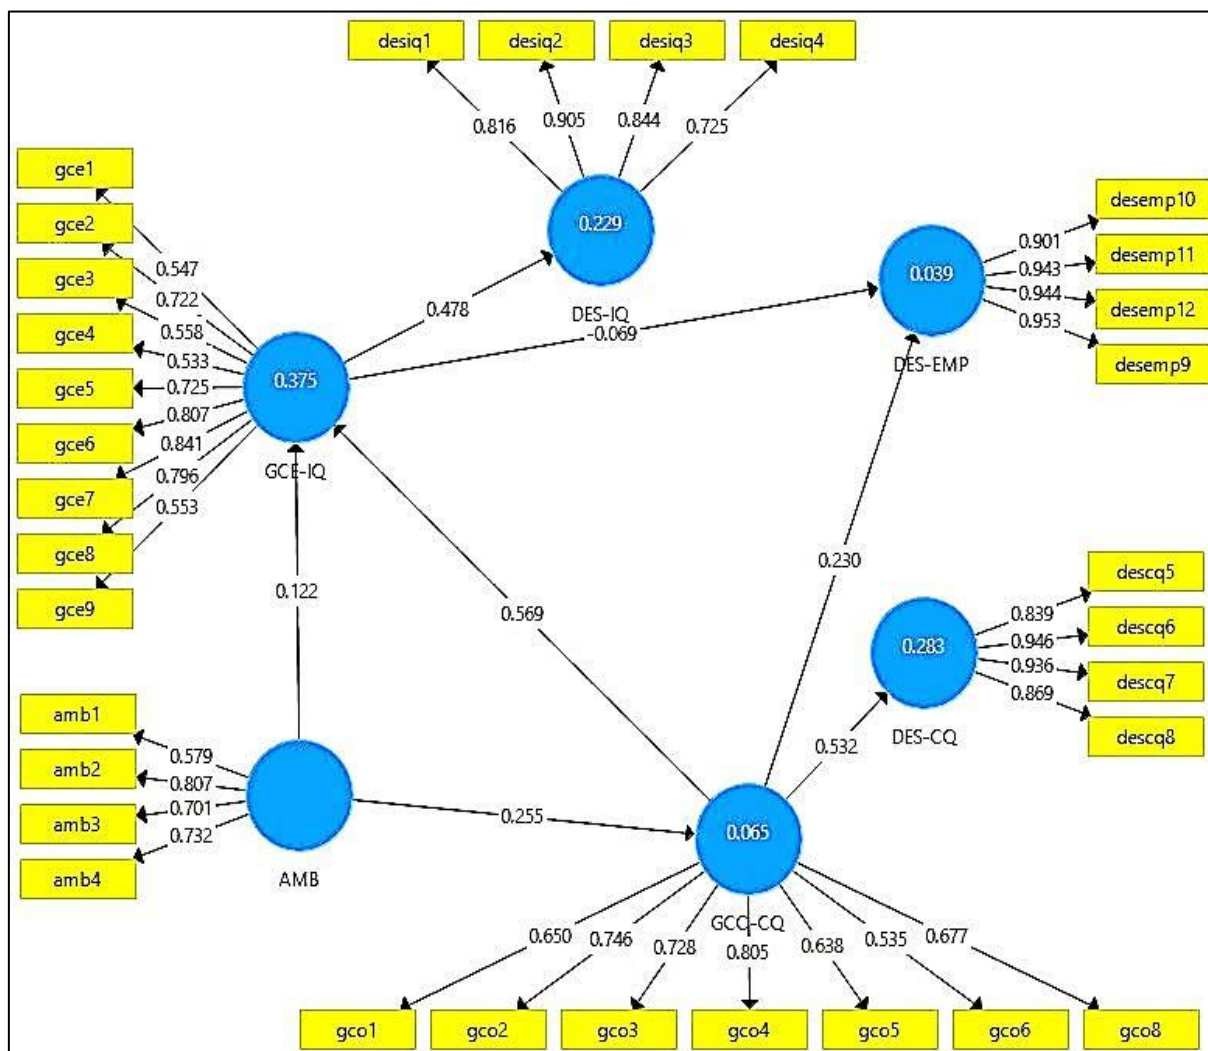 desiq1 desiq2 desiq3 desiq4
0.816 0.905 0.844 0.725
0.229
DES-IQ
gce1
gce2
gce3
gce4
gce5
gce6
gce7
gce8
gce9
0.547
0.722
0.558
0.533
0.725
0.807
0.841
0.796
0.553
0.375
GCE-IQ
0.478
-0.069
desemp10
desemp11
desemp12
desemp9
0.901
0.943
0.944
0.953
0.039
DES-EMP
0.122
0.569
0.230
descq5
descq6
descq7
descq8
0.839
0.946
0.936
0.869
0.283
DES-CQ
0.532
amb1
amb2
amb3
amb4
0.579
0.807
0.701
0.732
AMB
0.255
0.065
GCO-CQ
0.650 0.746 0.728 0.805 0.638 0.535 0.677
gco1 gco2 gco3 gco4 gco5 gco6 gco8